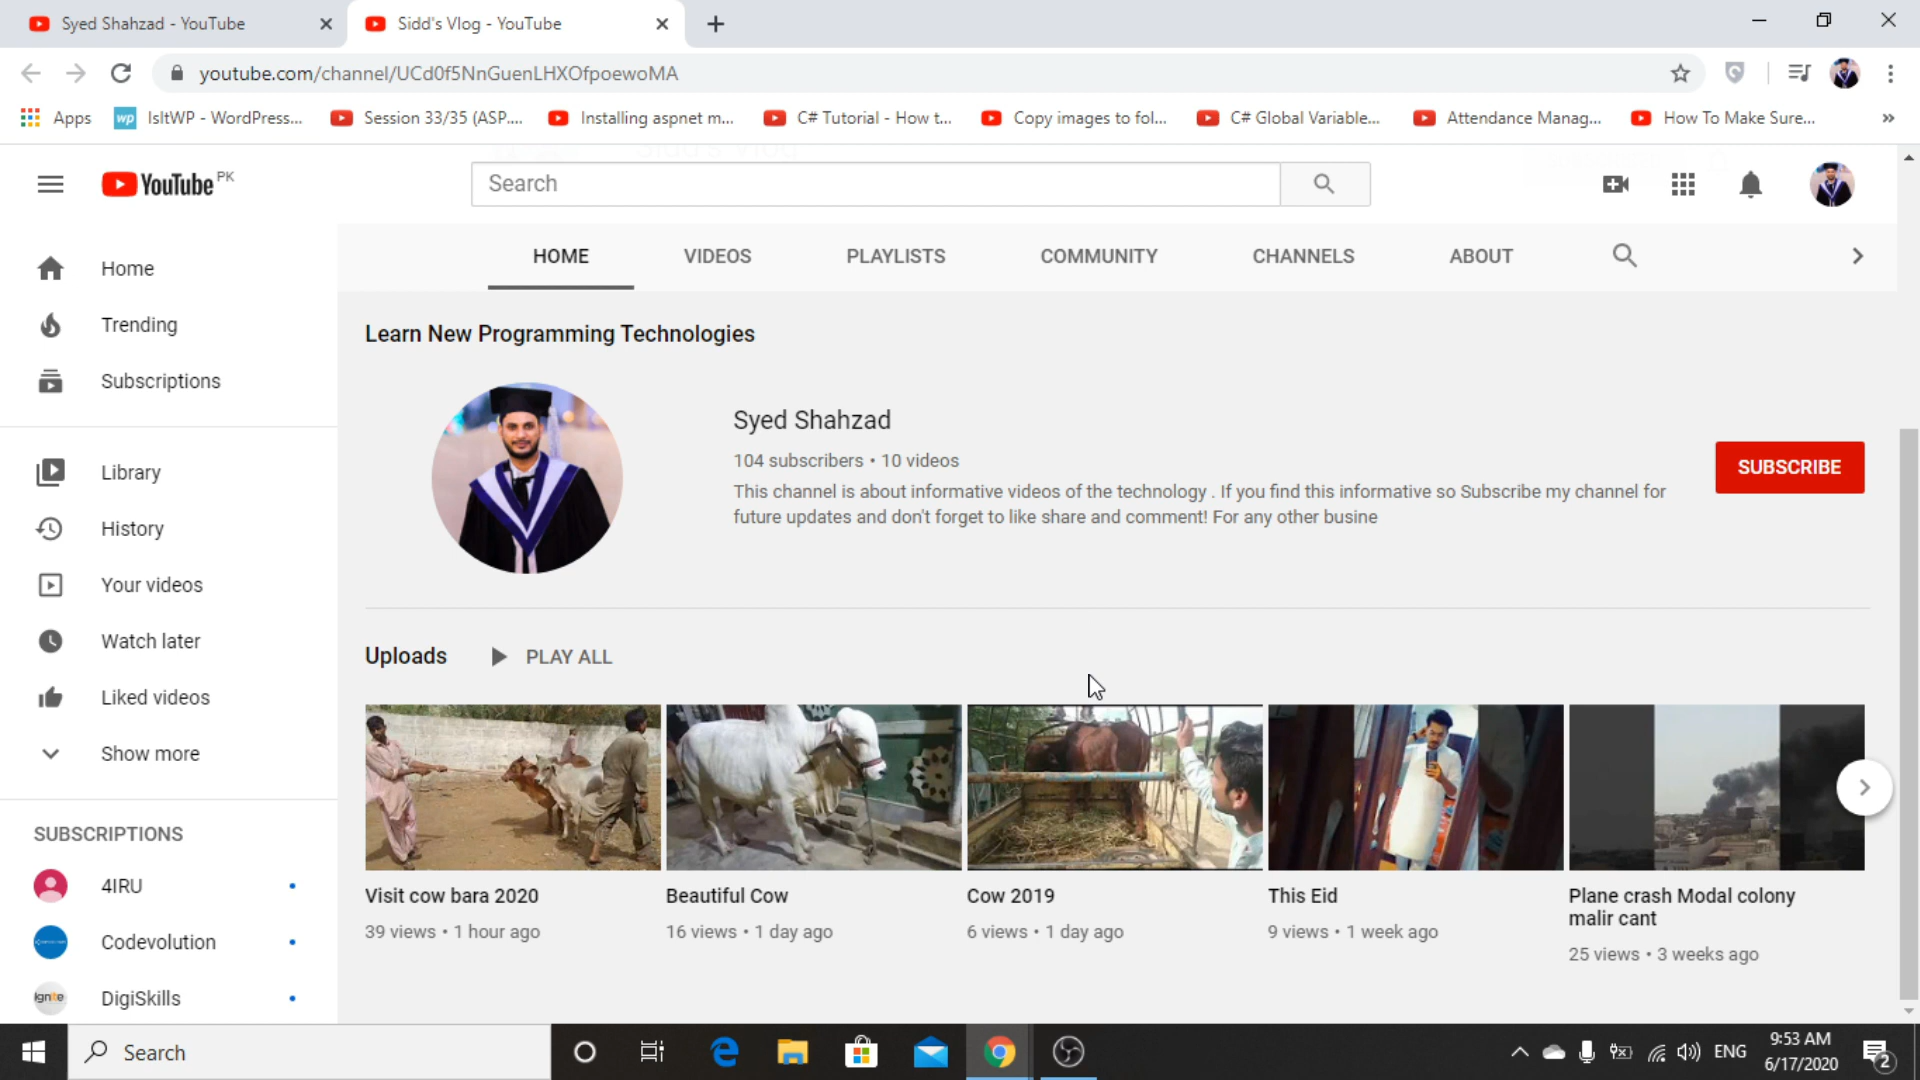 Syed Shahzad - YouTube
Sidd's Vlog - YouTube
youtube.com/channel/UCd0f5NnGuenLHXOfpoewoMA
Apps
wp IsItWP - WordPress...
Session 33/35 (ASP....
Installing aspnet m...
C# Tutorial - How t...
Copy images to fol...
C# Global Variable...
Attendance Manag...
How To Make Sure...
»
YouTube PK
Search
HOME
VIDEOS
PLAYLISTS
COMMUNITY
CHANNELS
ABOUT
Home
Trending
Subscriptions
Library
History
Your videos
Watch later
Liked videos
Show more
SUBSCRIPTIONS
4IRU
Codevolution
Ignite
DigiSkills
Learn New Programming Technologies
Syed Shahzad
104 subscribers • 10 videos
This channel is about informative videos of the technology . If you find this informative so Subscribe my channel for
future updates and don't forget to like share and comment! For any other busine
SUBSCRIBE
Uploads
PLAY ALL
Visit cow bara 2020
39 views • 1 hour ago
Beautiful Cow
16 views • 1 day ago
Cow 2019
6 views • 1 day ago
This Eid
9 views • 1 week ago
Plane crash Modal colony
malir cant
25 views • 3 weeks ago
Search
ENG
9:53 AM
6/17/2020
2